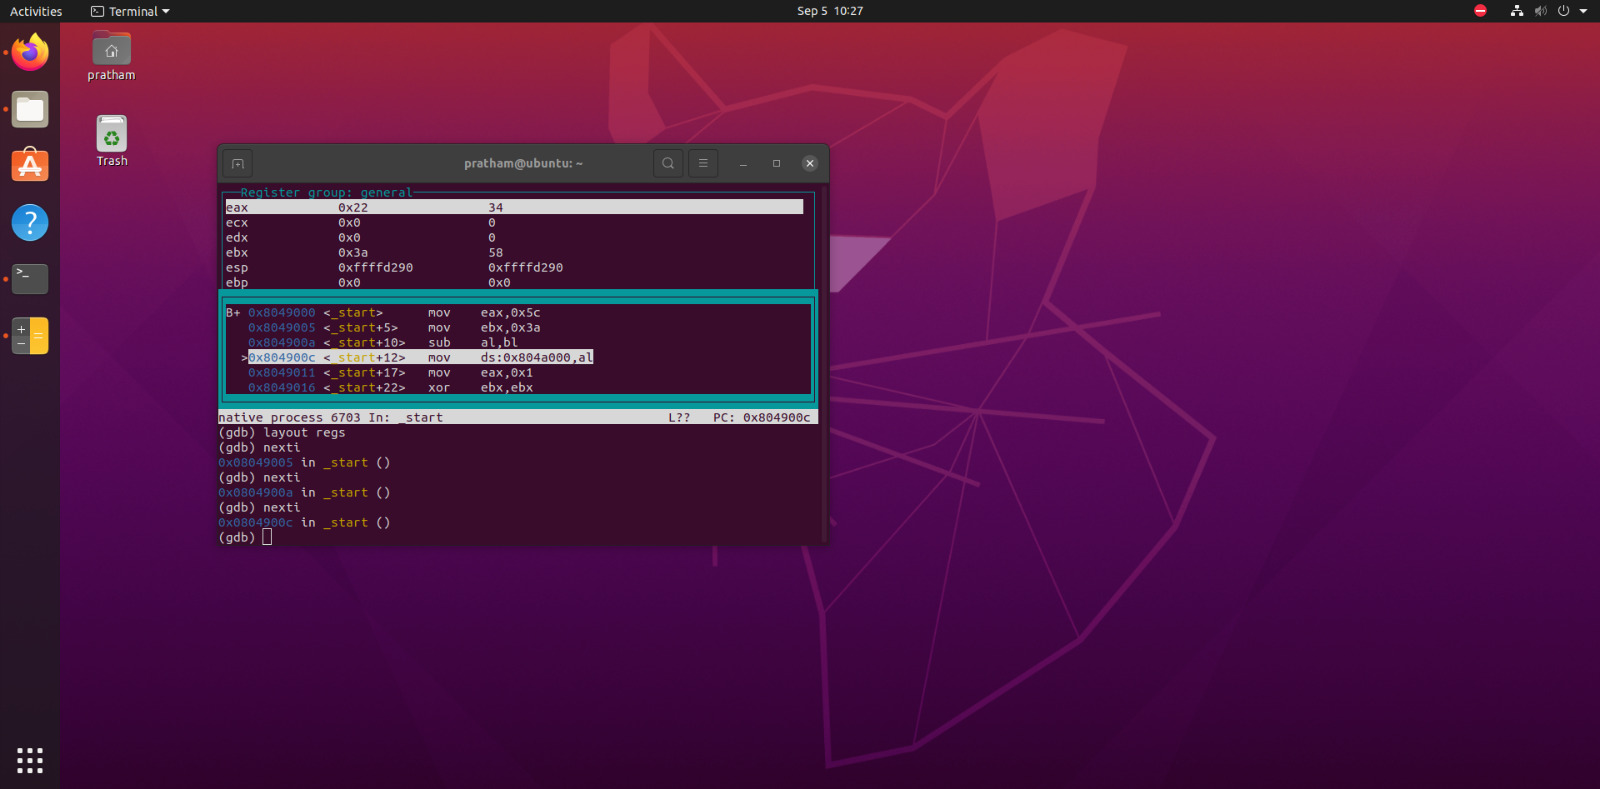 Activities Terminal Sep 5 10:27
pratham
Trash
pratham@ubuntu: ~
Register group: general
eax 0x22 34
ecx 0x0 0
edx 0x0 0
ebx 0x3a 58
esp 0xffffd290 0xffffd290
ebp 0x0 0x0
B+ 0x8049000 <_start> mov eax,0x5c
0x8049005 <_start+5> mov ebx,0x3a
0x804900a <_start+10> sub al,bl
>0x804900c <_start+12> mov ds:0x804a000,al
0x8049011 <_start+17> mov eax,0x1
0x8049016 <_start+22> xor ebx,ebx
native process 6703 In: _start L?? PC: 0x804900c
(gdb) layout regs
(gdb) nexti
0x08049005 in _start ()
(gdb) nexti
0x0804900a in _start ()
(gdb) nexti
0x0804900c in _start ()
(gdb)